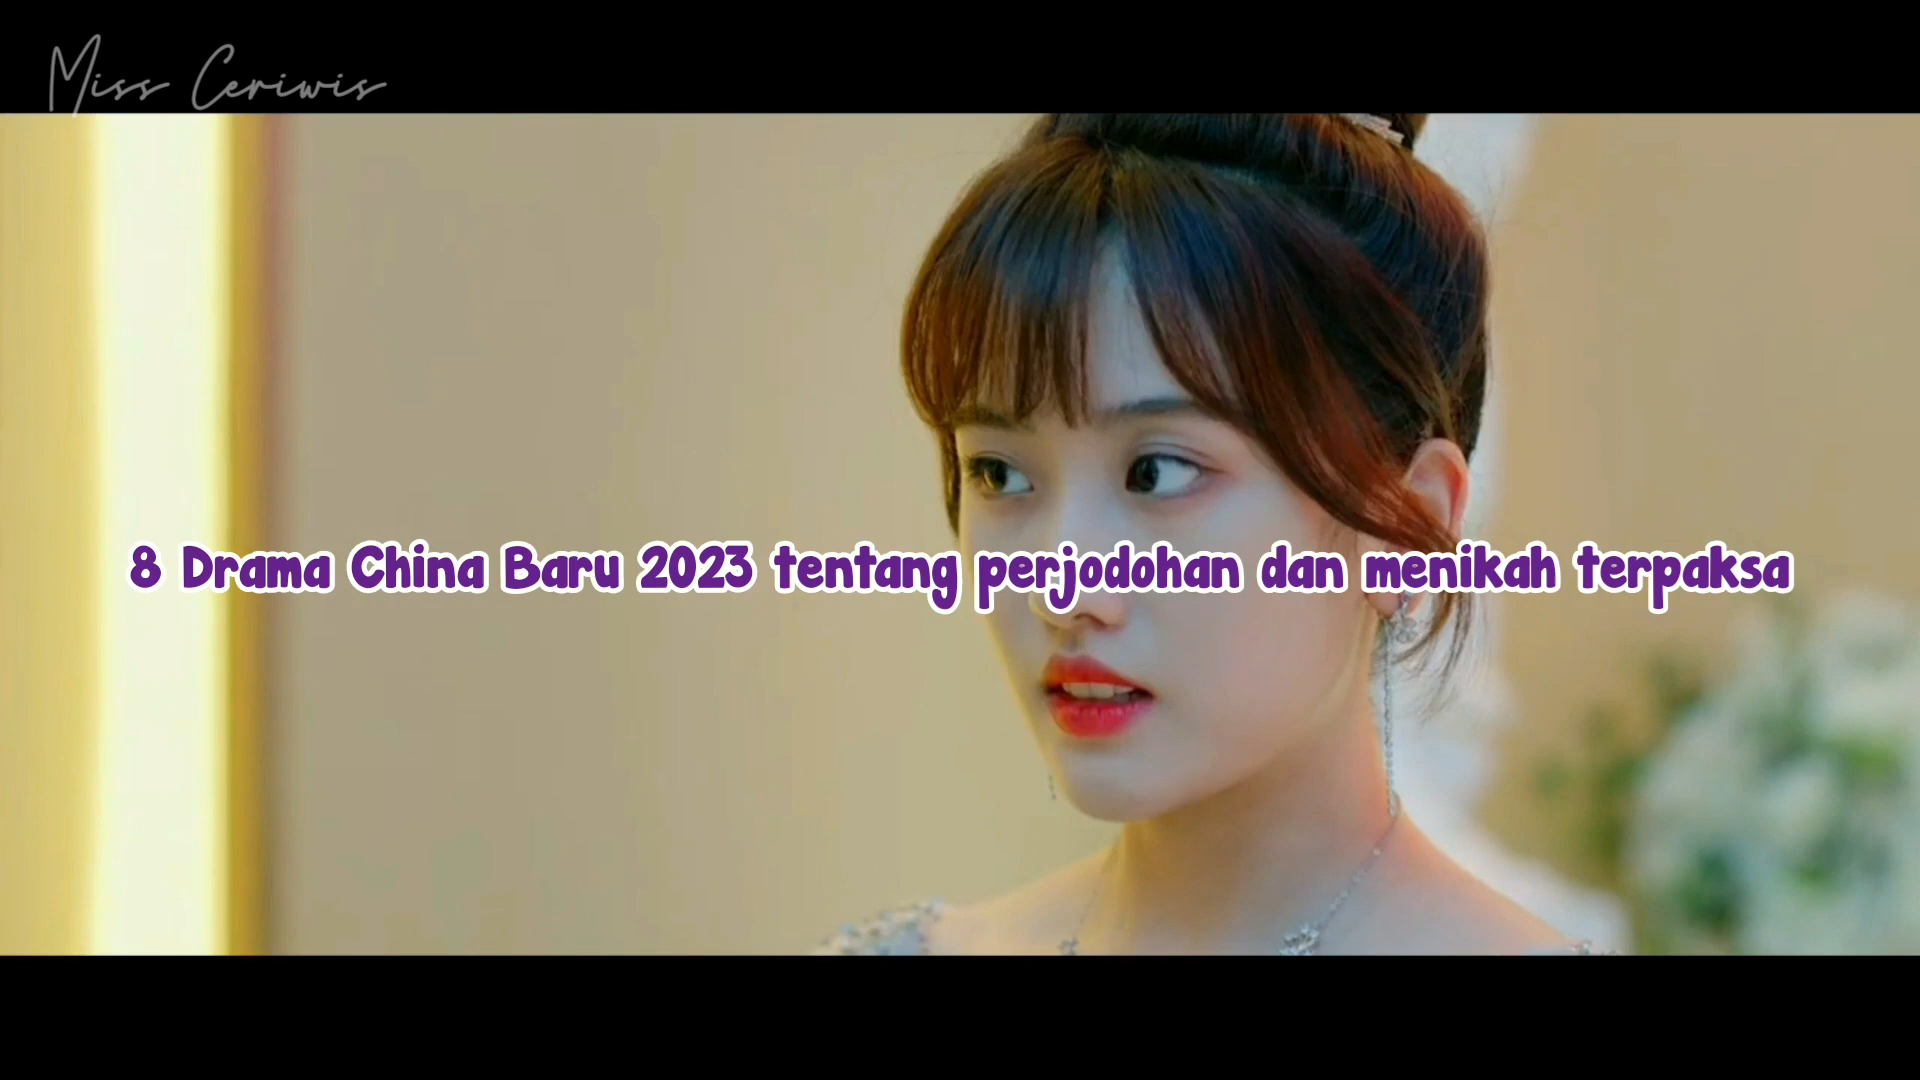 Miss Ceriwis
8 Drama China Baru 2023 tentang perjodohan dan menikah terpaksa